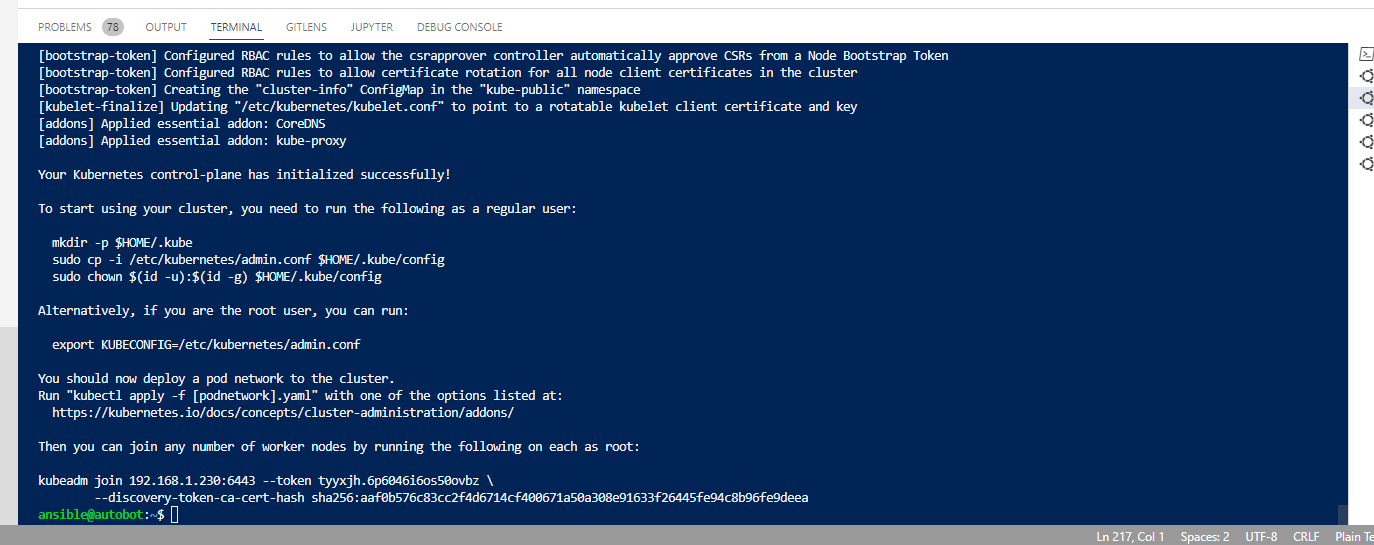 PROBLEMS 78 OUTPUT TERMINAL GITLENS JUPYTER DEBUG CONSOLE
[bootstrap-token] Configured RBAC rules to allow the csrapprover controller automatically approve CSRs from a Node Bootstrap Token
[bootstrap-token] Configured RBAC rules to allow certificate rotation for all node client certificates in the cluster
[bootstrap-token] Creating the "cluster-info" ConfigMap in the "kube-public" namespace
[kubelet-finalize] Updating "/etc/kubernetes/kubelet.conf" to point to a rotatable kubelet client certificate and key
[addons] Applied essential addon: CoreDNS
[addons] Applied essential addon: kube-proxy
Your Kubernetes control-plane has initialized successfully!
To start using your cluster, you need to run the following as a regular user:
mkdir -p $HOME/.kube
sudo cp -i /etc/kubernetes/admin.conf $HOME/.kube/config
sudo chown $(id -u):$(id -g) $HOME/.kube/config
Alternatively, if you are the root user, you can run:
export KUBECONFIG=/etc/kubernetes/admin.conf
You should now deploy a pod network to the cluster.
Run "kubectl apply -f [podnetwork].yaml" with one of the options listed at:
https://kubernetes.io/docs/concepts/cluster-administration/addons/
Then you can join any number of worker nodes by running the following on each as root:
kubeadm join 192.168.1.230:6443 --token tyyxjh.6p6046i6os50ovbz \
--discovery-token-ca-cert-hash sha256:aaf0b576c83cc2f4d6714cf400671a50a308e91633f26445fe94c8b96fe9deea
ansible@autobot:~$
Ln 217, Col 1 Spaces: 2 UTF-8 CRLF Plain Te